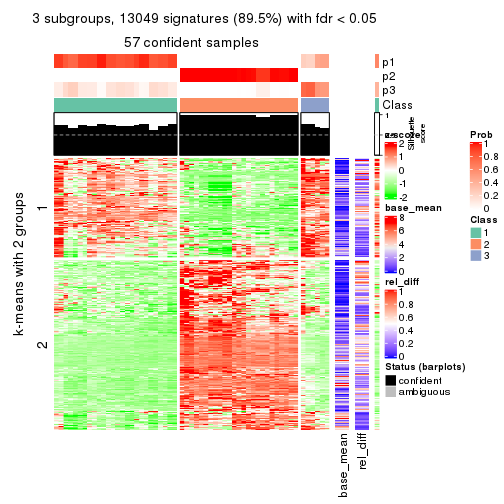 3 subgroups, 13049 signatures (89.5%) with fdr < 0.05
57 confident samples
p1
p2
p3
Class
1
Silhouette
score
k-means with 2 groups
1
2
z-score
2
1
0
-1
-2
base_mean
8
6
4
2
0
rel_diff
1
0.8
0.6
0.4
0.2
0
Status (barplots)
confident
ambiguous
Prob
1
0.8
0.6
0.4
0.2
0
Class
1
2
3
base_mean
rel_diff